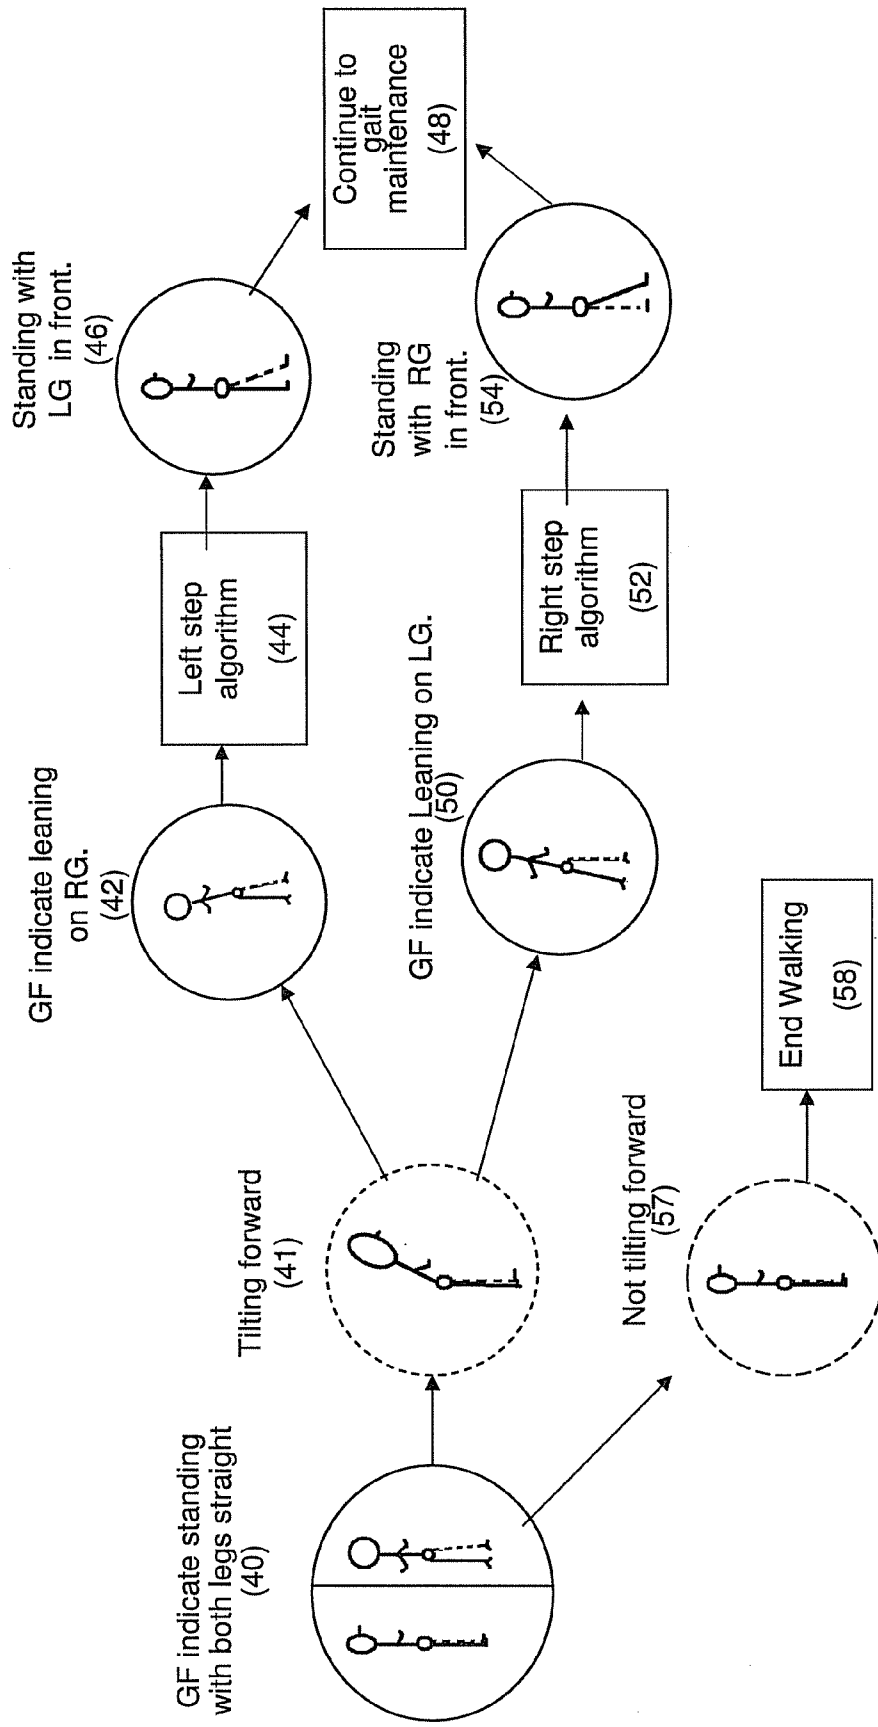 GF indicate standing
with both legs straight
(40)
Tilting forward
(41)
Not tilting forward
(57)
GF indicate leaning
on RG.
(42)
GF indicate Leaning on LG.
(50)
End Walking
(58)
Left step
algorithm
(44)
Right step
algorithm
(52)
Standing with
LG in front.
(46)
Standing
with RG
in front.
(54)
Continue to
gait
maintenance
(48)